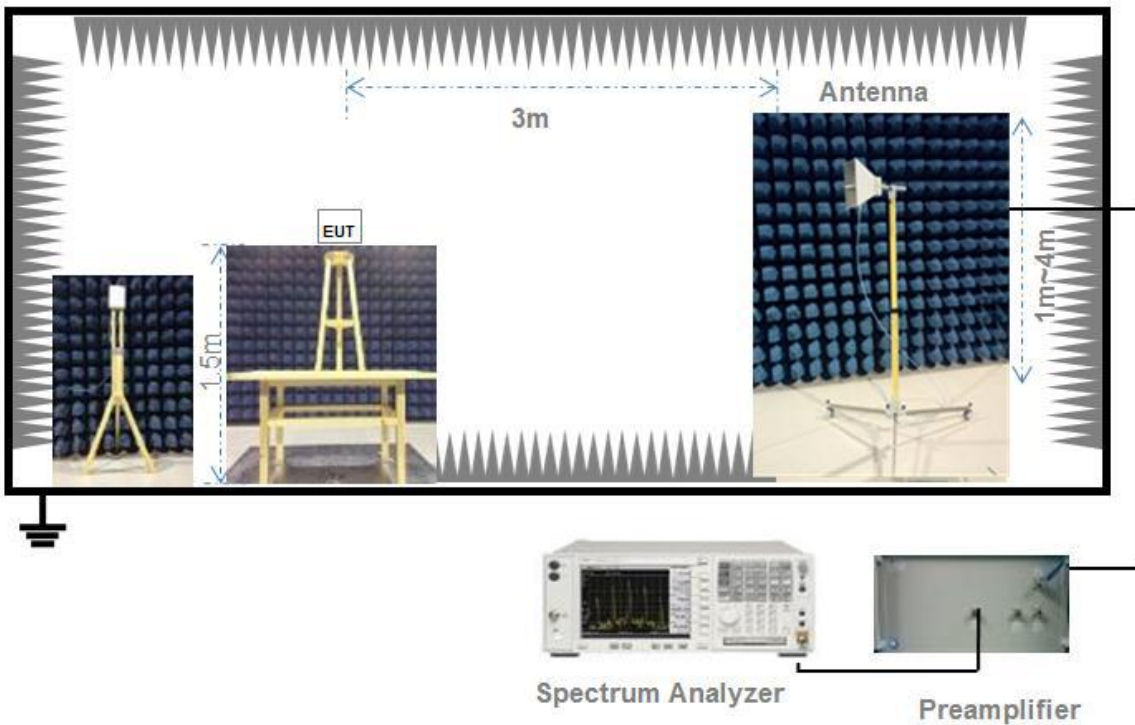 Antenna
3m
EUT
1.5m
1m~4m
Spectrum Analyzer
Preamplifier